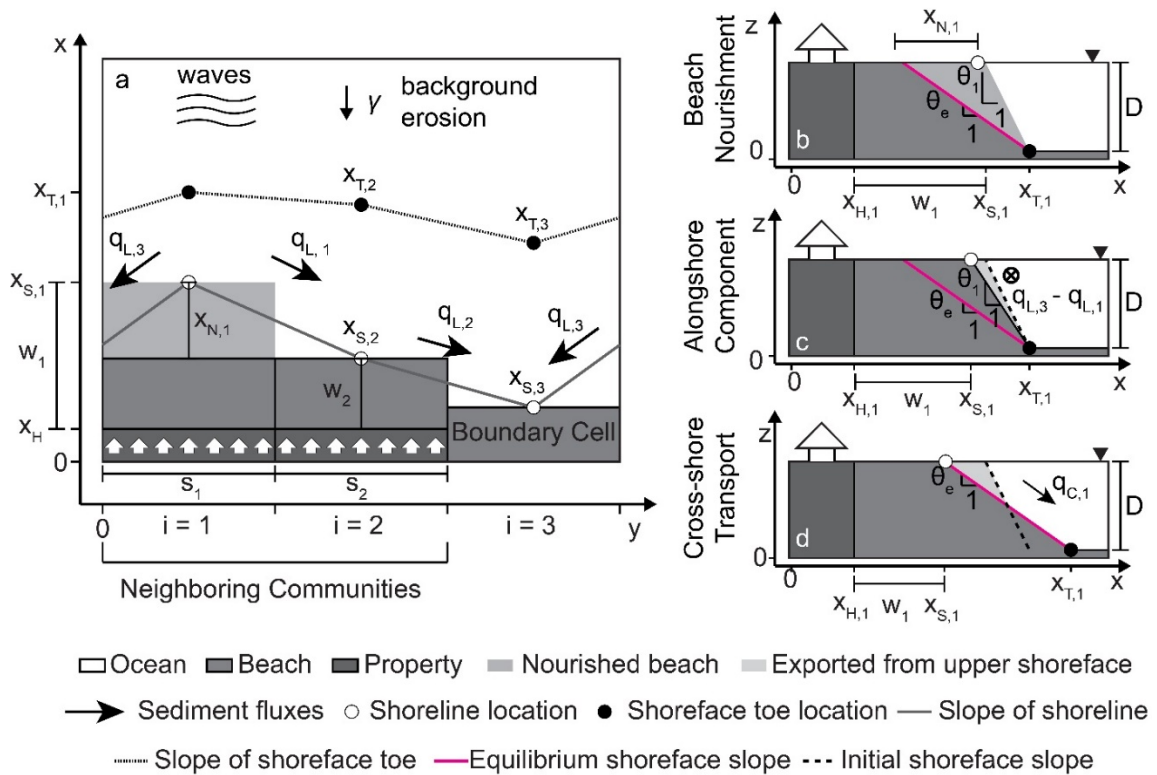 x
a
waves
γ
background
erosion
x_T,1
x_T,2
x_T,3
q_L,3
q_L,1
x_S,1
x_N,1
x_S,2
q_L,2
q_L,3
w_1
w_2
x_S,3
x_H
Boundary Cell
0
s_1
s_2
0
i = 1
i = 2
i = 3
y
Neighboring Communities
Beach
Nourishment
z
x_N,1
θ_1
1
θ_e
1
D
b
0
0
x_H,1
w_1
x_S,1
x_T,1
x
Alongshore
Component
z
θ_1
1
q_L,3 - q_L,1
θ_e
1
D
c
0
0
x_H,1
w_1
x_S,1
x_T,1
x
Cross-shore
Transport
z
θ_e
1
q_C,1
D
d
0
0
x_H,1
w_1
x_S,1
x_T,1
x
Ocean Beach Property Nourished beach Exported from upper shoreface
Sediment fluxes Shoreline location Shoreface toe location Slope of shoreline
Slope of shoreface toe Equilibrium shoreface slope Initial shoreface slope